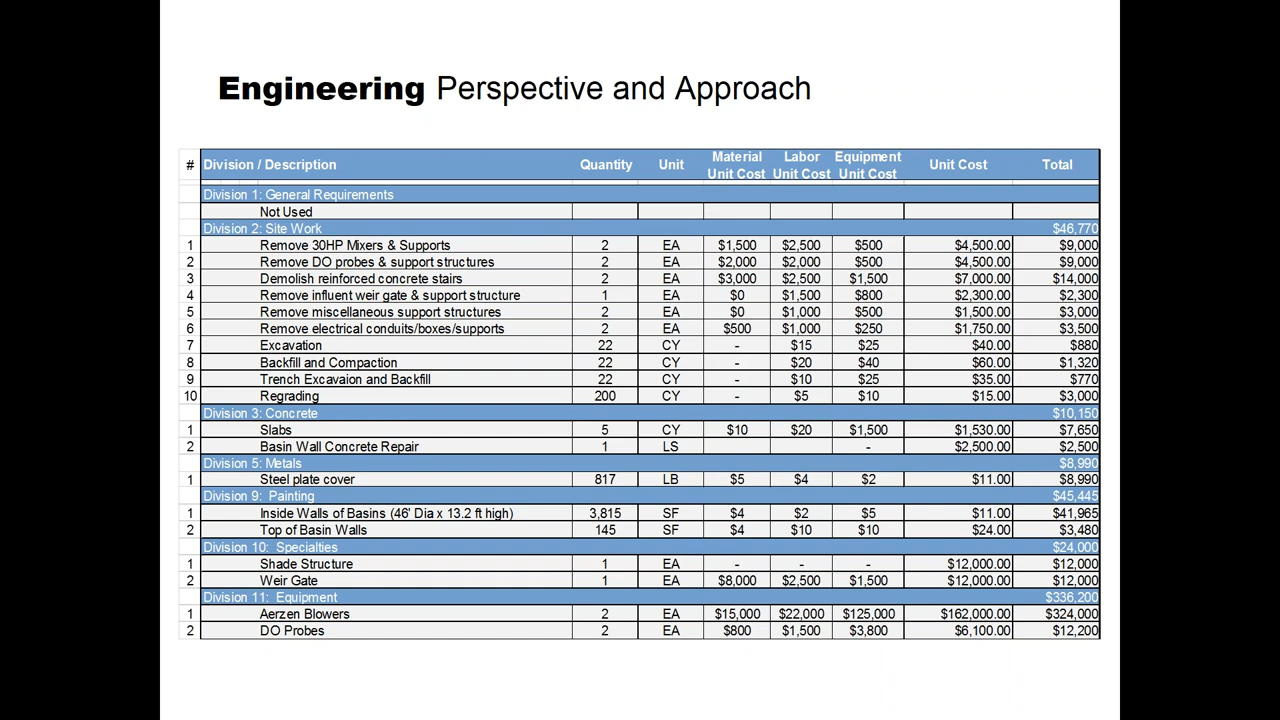 Engineering Perspective and Approach
# Division / Description Quantity Unit Material Unit Cost Labor Unit Cost Equipment Unit Cost Unit Cost Total
Division 1: General Requirements
Not Used
Division 2: Site Work $46,770
1 Remove 30HP Mixers & Supports 2 EA $1,500 $2,500 $500 $4,500.00 $9,000
2 Remove DO probes & support structures 2 EA $2,000 $2,000 $500 $4,500.00 $9,000
3 Demolish reinforced concrete stairs 2 EA $3,000 $2,500 $1,500 $7,000.00 $14,000
4 Remove influent weir gate & support structure 1 EA $0 $1,500 $800 $2,300.00 $2,300
5 Remove miscellaneous support structures 2 EA $0 $1,000 $500 $1,500.00 $3,000
6 Remove electrical conduits/boxes/supports 2 EA $500 $1,000 $250 $1,750.00 $3,500
7 Excavation 22 CY - $15 $25 $40.00 $880
8 Backfill and Compaction 22 CY - $20 $40 $60.00 $1,320
9 Trench Excavaion and Backfill 22 CY - $10 $25 $35.00 $770
10 Regrading 200 CY - $5 $10 $15.00 $3,000
Division 3: Concrete $10,150
1 Slabs 5 CY $10 $20 $1,500 $1,530.00 $7,650
2 Basin Wall Concrete Repair 1 LS - $2,500.00 $2,500
Division 5: Metals $8,990
1 Steel plate cover 817 LB $5 $4 $2 $11.00 $8,990
Division 9: Painting $45,445
1 Inside Walls of Basins (46' Dia x 13.2 ft high) 3,815 SF $4 $2 $5 $11.00 $41,965
2 Top of Basin Walls 145 SF $4 $10 $10 $24.00 $3,480
Division 10: Specialties $24,000
1 Shade Structure 1 EA - - - $12,000.00 $12,000
2 Weir Gate 1 EA $8,000 $2,500 $1,500 $12,000.00 $12,000
Division 11: Equipment $336,200
1 Aerzen Blowers 2 EA $15,000 $22,000 $125,000 $162,000.00 $324,000
2 DO Probes 2 EA $800 $1,500 $3,800 $6,100.00 $12,200